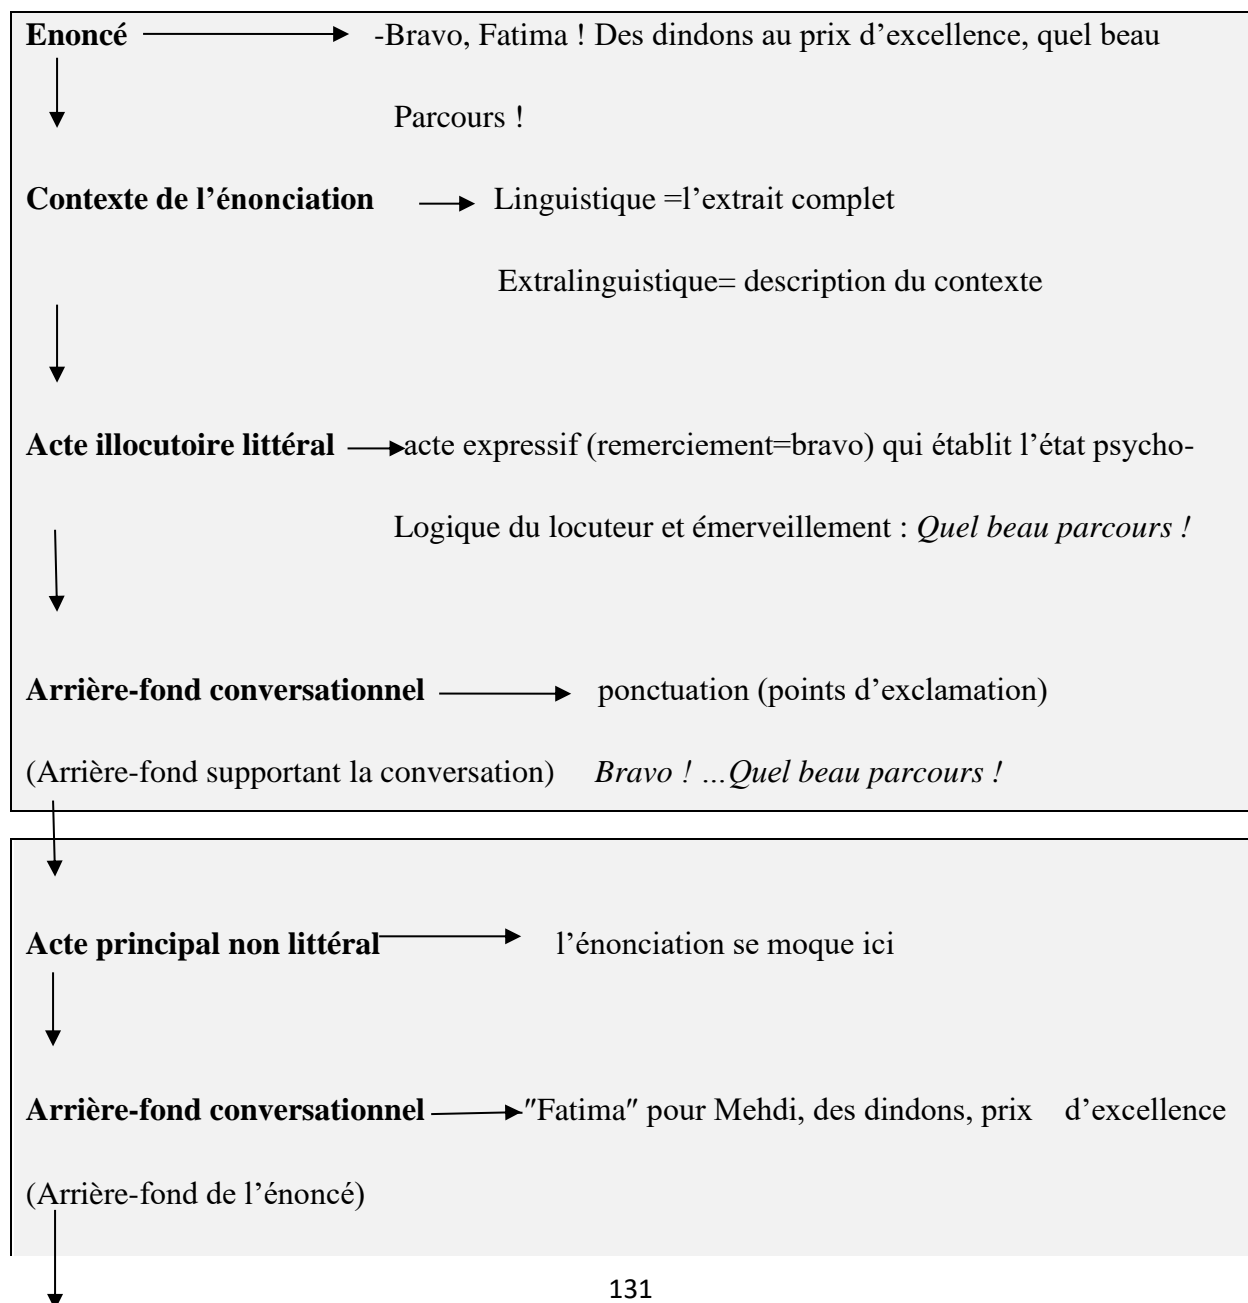 Enoncé -Bravo, Fatima ! Des dindons au prix d’excellence, quel beau
Parcours !
Contexte de l’énonciation Linguistique =l’extrait complet
Extralinguistique= description du contexte
Acte illocutoire littéral acte expressif (remerciement=bravo) qui établit l’état psycho-
Logique du locuteur et émerveillement : Quel beau parcours !
Arrière-fond conversationnel ponctuation (points d’exclamation)
(Arrière-fond supportant la conversation) Bravo ! …Quel beau parcours !
Acte principal non littéral l’énonciation se moque ici
Arrière-fond conversationnel ″Fatima″ pour Mehdi, des dindons, prix d’excellence
(Arrière-fond de l’énoncé)
131